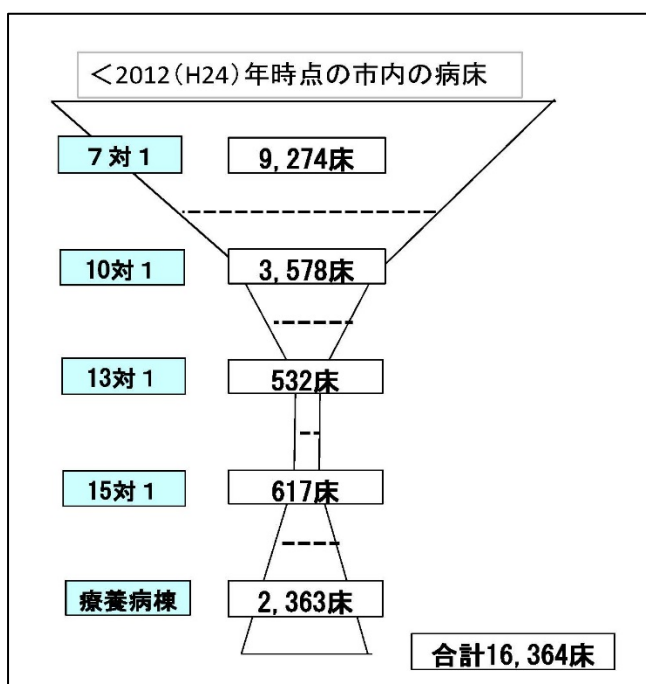 ＜2012（H24）年時点の市内の病床
7対1 9,274床
10対1 3,578床
13対1 532床
15対1 617床
療養病棟 2,363床
合計16,364床